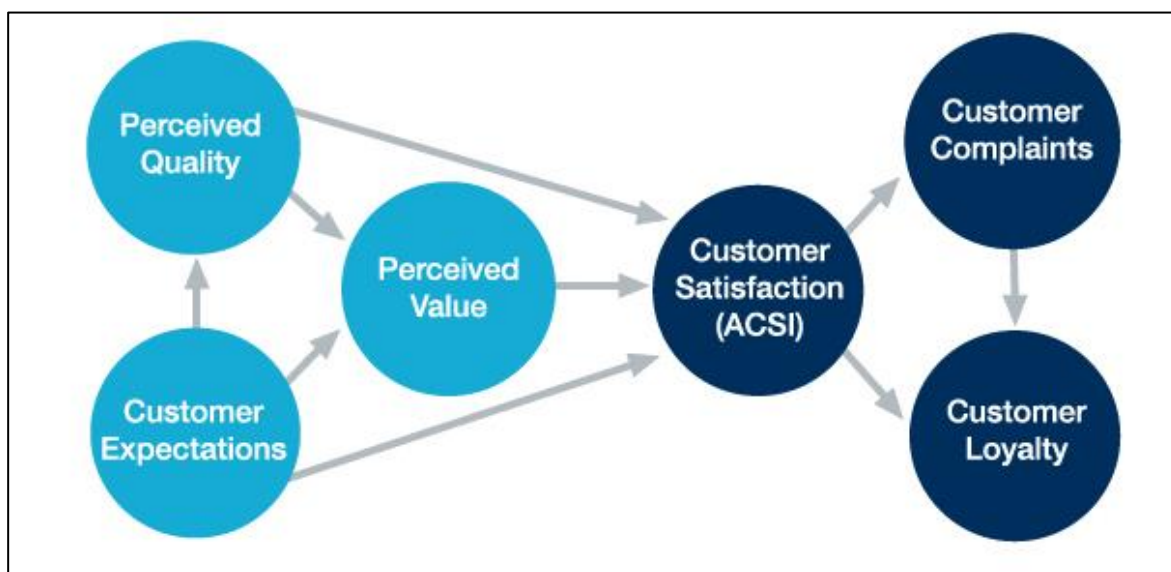 Perceived
Quality
Customer
Expectations
Perceived
Value
Customer
Satisfaction
(ACSI)
Customer
Complaints
Customer
Loyalty